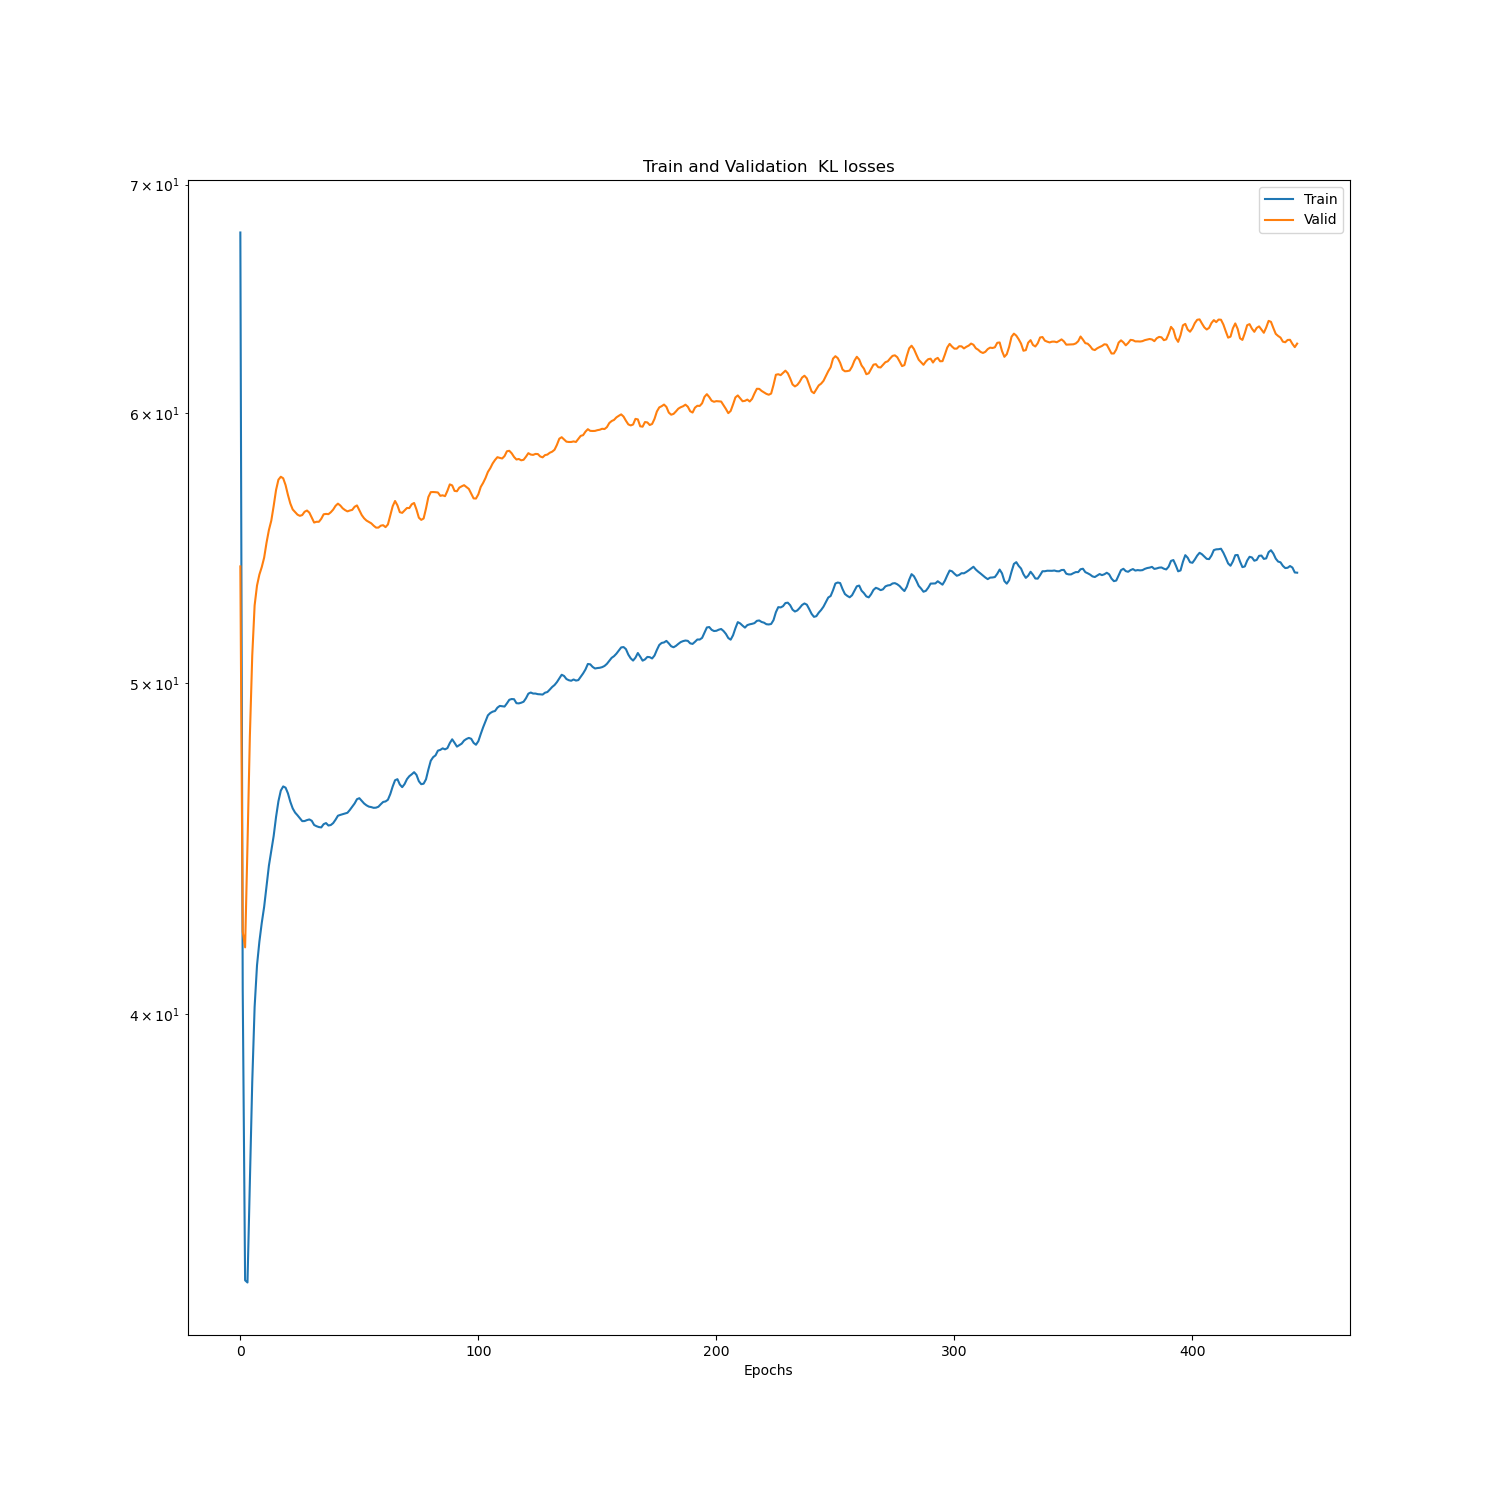 Train and Validation  KL losses
7 × 10¹
6 × 10¹
5 × 10¹
4 × 10¹
Train
Valid
0 100 200 300 400
Epochs